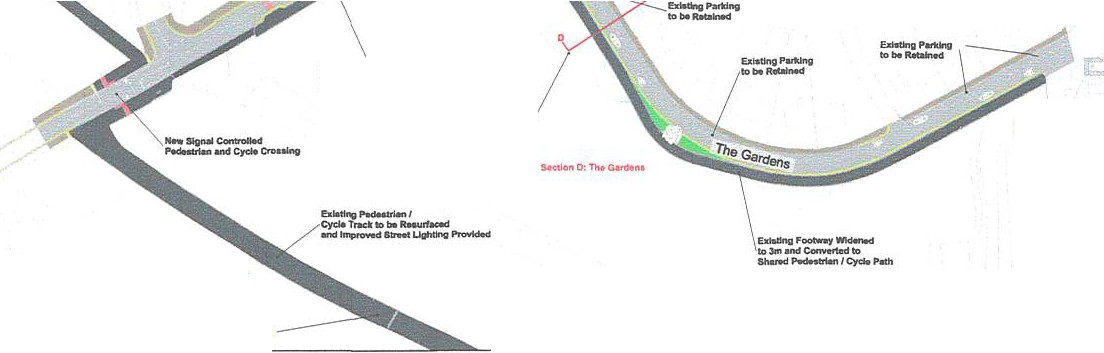 New Signal Controlled
Pedestrian and Cycle Crossing
Existing Pedestrian /
Cycle Track to be Resurfaced
and Improved Street Lighting Provided
Existing Parking
to be Retained
D
Existing Parking
to be Retained
Existing Parking
to be Retained
The Gardens
Section D: The Gardens
Existing Footway Widened
to 3m and Converted to
Shared Pedestrian / Cycle Path